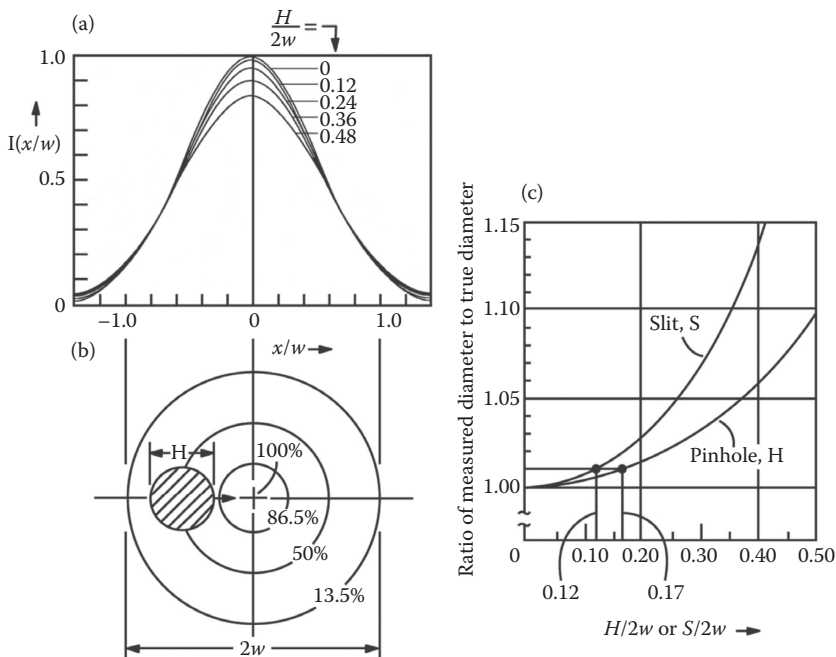 (a)
H
2w
=
1.0
0
0.12
0.24
0.36
0.48
I(x/w)
0.5
0
−1.0
0
1.0
x/w
(b)
H
100%
86.5%
50%
13.5%
2w
(c)
Ratio of measured diameter to true diameter
1.15
1.10
1.05
1.00
Slit, S
Pinhole, H
0
0.10
0.20
0.30
0.40
0.50
0.12
0.17
H/2w or S/2w